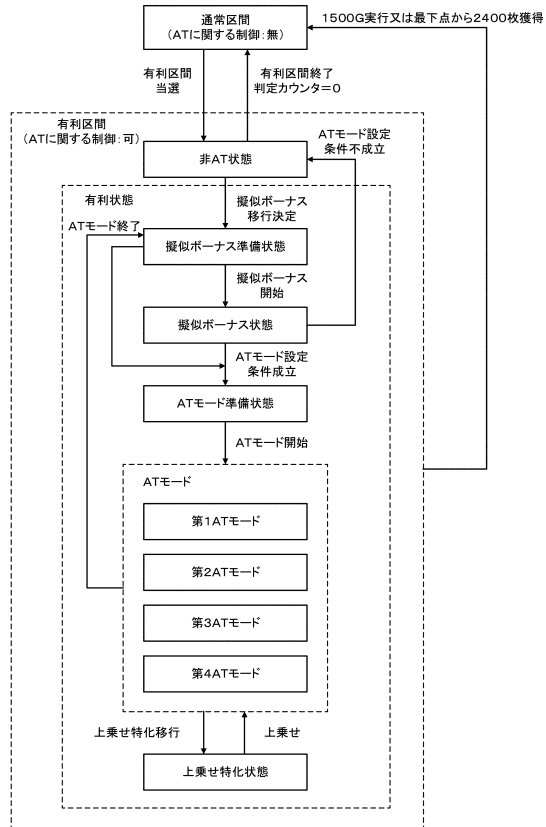 通常区間
(ATに関する制御:無)
1500G実行又は最下点から2400枚獲得
有利区間
当選
有利区間終了
判定カウンタ=0
有利区間
(ATに関する制御:可)
非AT状態
ATモード設定
条件不成立
有利状態
擬似ボーナス
移行決定
ATモード終了
擬似ボーナス準備状態
擬似ボーナス
開始
擬似ボーナス状態
ATモード設定
条件成立
ATモード準備状態
ATモード開始
ATモード
第1ATモード
第2ATモード
第3ATモード
第4ATモード
上乗せ特化移行
上乗せ
上乗せ特化状態